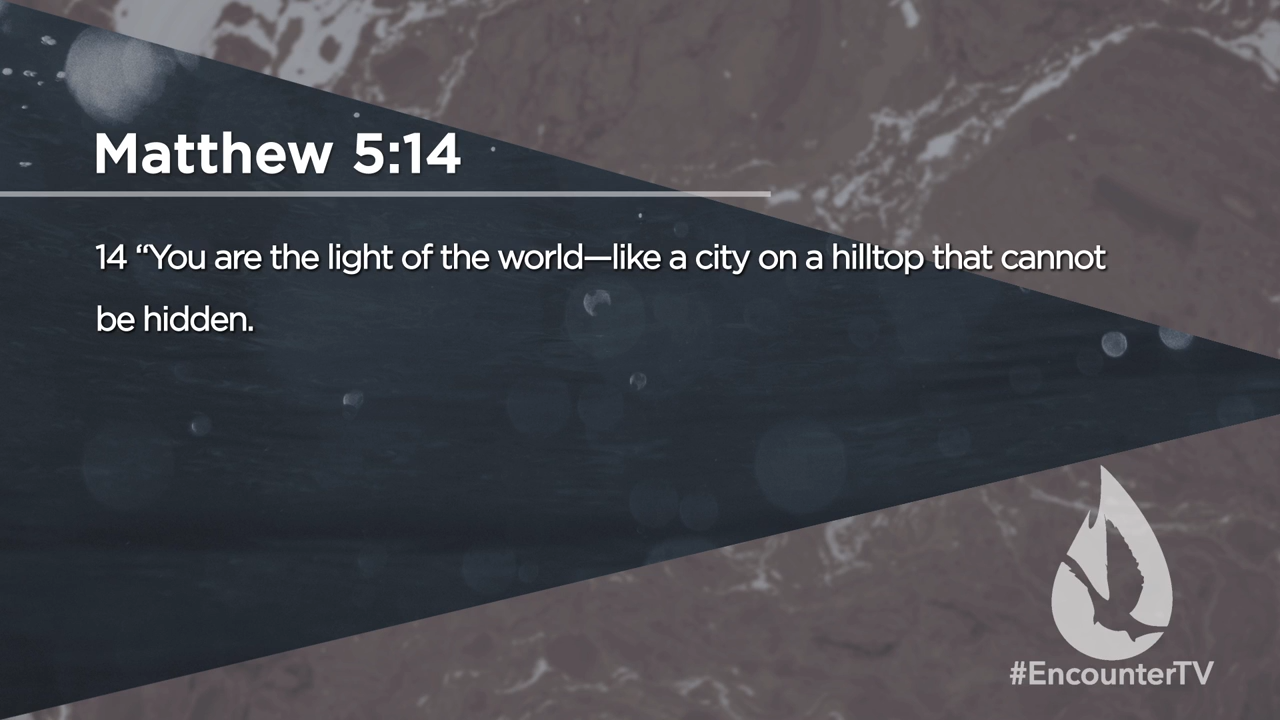 Matthew 5:14
14 “You are the light of the world—like a city on a hilltop that cannot
be hidden.
#EncounterTV